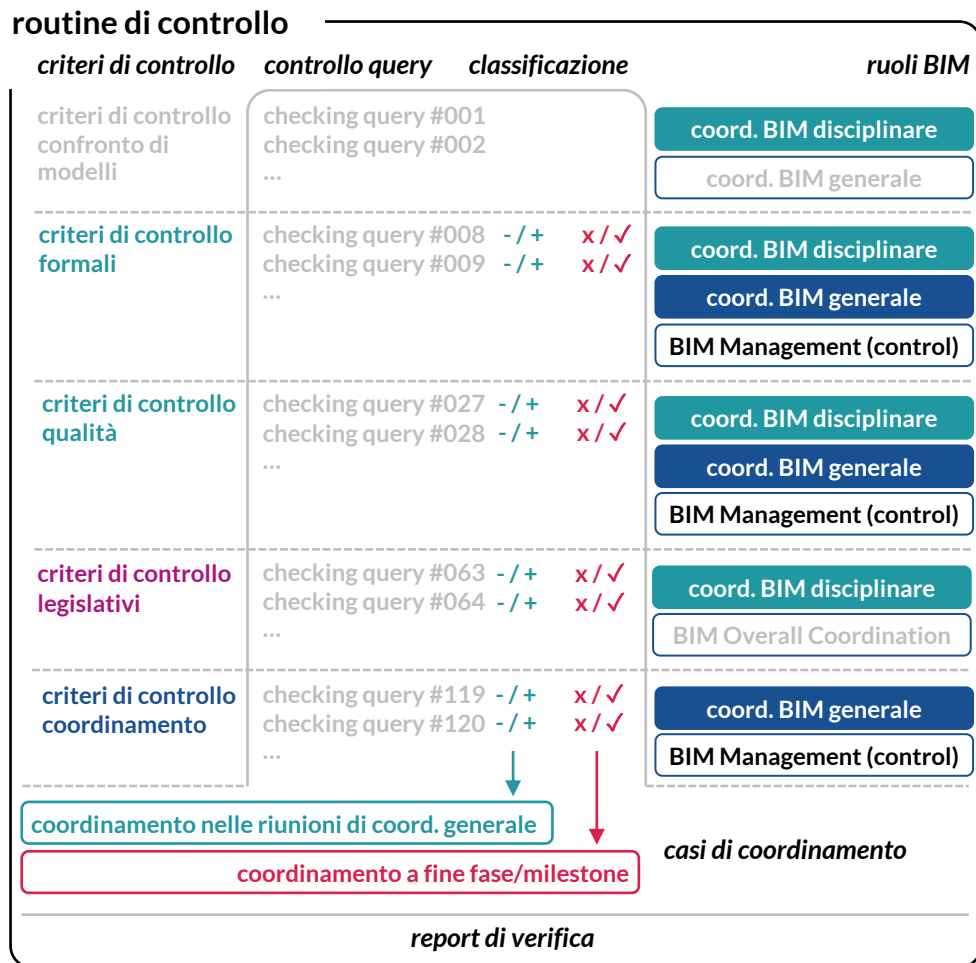 routine di controllo
criteri di controllo controllo query classificazione ruoli BIM
criteri di controllo
confronto di
modelli
checking query #001
checking query #002
...
coord. BIM disciplinare
coord. BIM generale
criteri di controllo
formali
checking query #008 - / + x / ✓
checking query #009 - / + x / ✓
...
coord. BIM disciplinare
coord. BIM generale
BIM Management (control)
criteri di controllo
qualità
checking query #027 - / + x / ✓
checking query #028 - / + x / ✓
...
coord. BIM disciplinare
coord. BIM generale
BIM Management (control)
criteri di controllo
legislativi
checking query #063 - / + x / ✓
checking query #064 - / + x / ✓
...
coord. BIM disciplinare
BIM Overall Coordination
criteri di controllo
coordinamento
checking query #119 - / + x / ✓
checking query #120 - / + x / ✓
...
coord. BIM generale
BIM Management (control)
coordinamento nelle riunioni di coord. generale
coordinamento a fine fase/milestone
casi di coordinamento
report di verifica